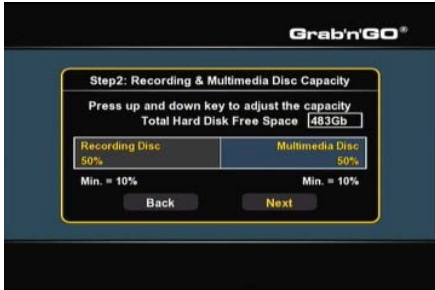 Grab'n'GO®
Step2: Recording & Multimedia Disc Capacity
Press up and down key to adjust the capacity
Total Hard Disk Free Space 483Gb
Recording Disc Multimedia Disc
50% 50%
Min. = 10% Min. = 10%
Back Next